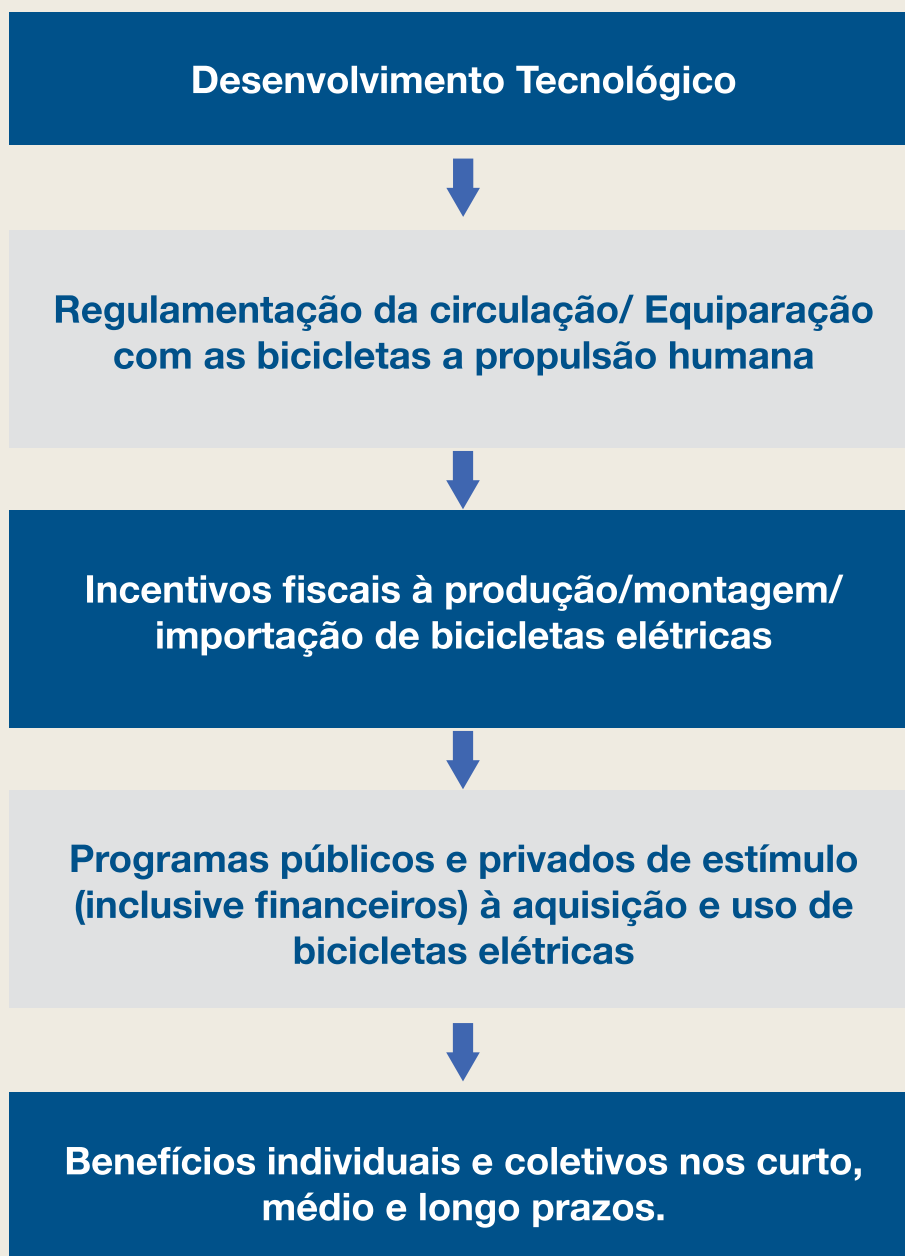 Desenvolvimento Tecnológico
Regulamentação da circulação/ Equiparação
com as bicicletas a propulsão humana
Incentivos fiscais à produção/montagem/
importação de bicicletas elétricas
Programas públicos e privados de estímulo
(inclusive financeiros) à aquisição e uso de
bicicletas elétricas
Benefícios individuais e coletivos nos curto,
médio e longo prazos.